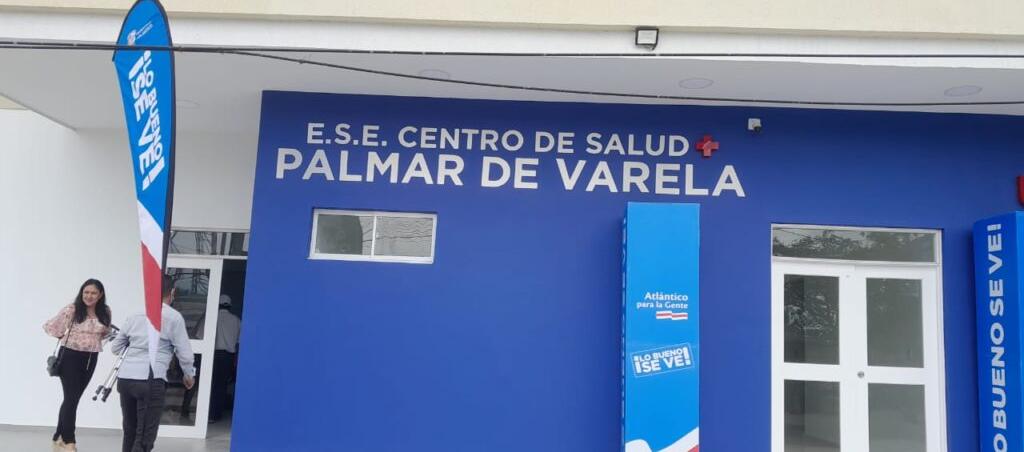 E.S.E. CENTRO DE SALUD
PALMAR DE VARELA
¡LO BUENO
SE VE!
Atlántico
para la Gente
¡LO BUENO
SE VE!
LO BUENO SE VE!